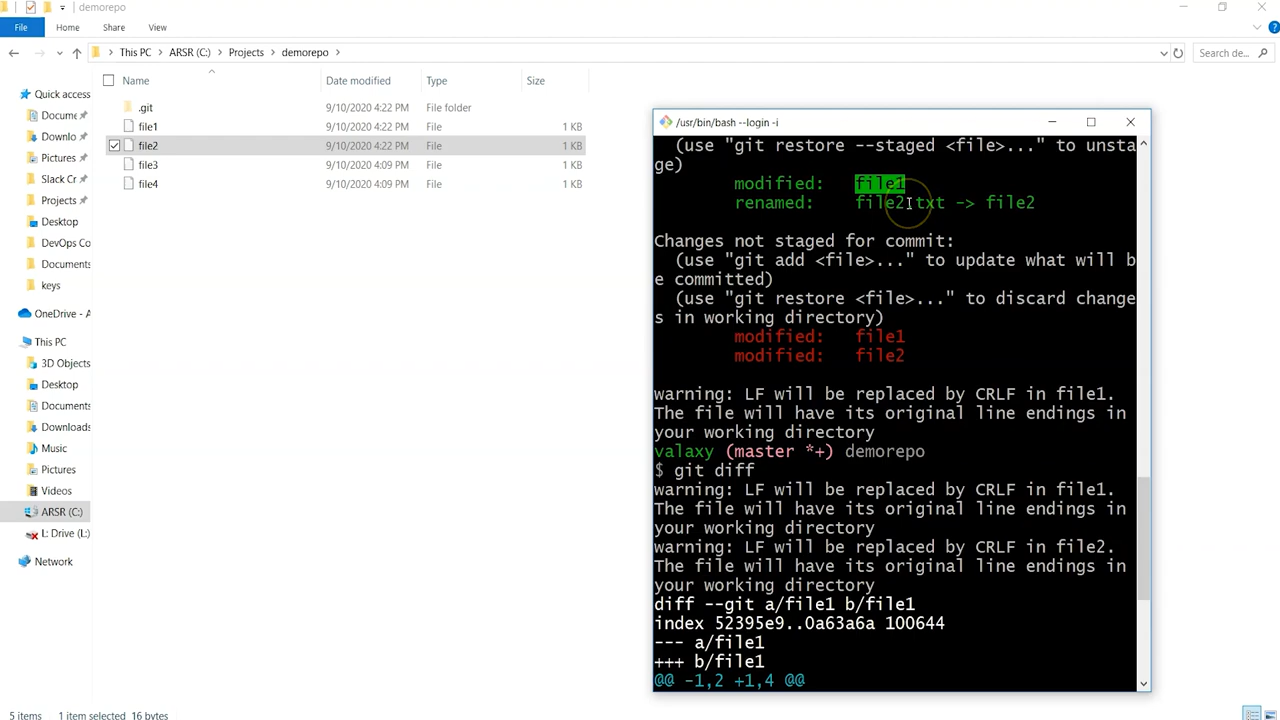 demorepo
File Home Share View
This PC > ARSR (C:) > Projects > demorepo >
Search de...
Name Date modified Type Size
Quick access
Docume
Downlo
Pictures
Slack Cr
Projects
Desktop
DevOps Co
Documents
keys
OneDrive - A
This PC
3D Objects
Desktop
Documents
Downloads
Music
Pictures
Videos
ARSR (C:)
L: Drive (L:)
Network
.git 9/10/2020 4:22 PM File folder
file1 9/10/2020 4:22 PM File 1 KB
file2 9/10/2020 4:22 PM File 1 KB
file3 9/10/2020 4:09 PM File 1 KB
file4 9/10/2020 4:09 PM File 1 KB
5 items 1 item selected 16 bytes
/usr/bin/bash --login -i
(use "git restore --staged <file>..." to unsta
ge)
modified: file1
renamed: file2.txt -> file2
Changes not staged for commit:
(use "git add <file>..." to update what will b
e committed)
(use "git restore <file>..." to discard change
s in working directory)
modified: file1
modified: file2
warning: LF will be replaced by CRLF in file1.
The file will have its original line endings in
your working directory
valaxy (master *+) demorepo
$ git diff
warning: LF will be replaced by CRLF in file1.
The file will have its original line endings in
your working directory
warning: LF will be replaced by CRLF in file2.
The file will have its original line endings in
your working directory
diff --git a/file1 b/file1
index 52395e9..0a63a6a 100644
--- a/file1
+++ b/file1
@@ -1,2 +1,4 @@